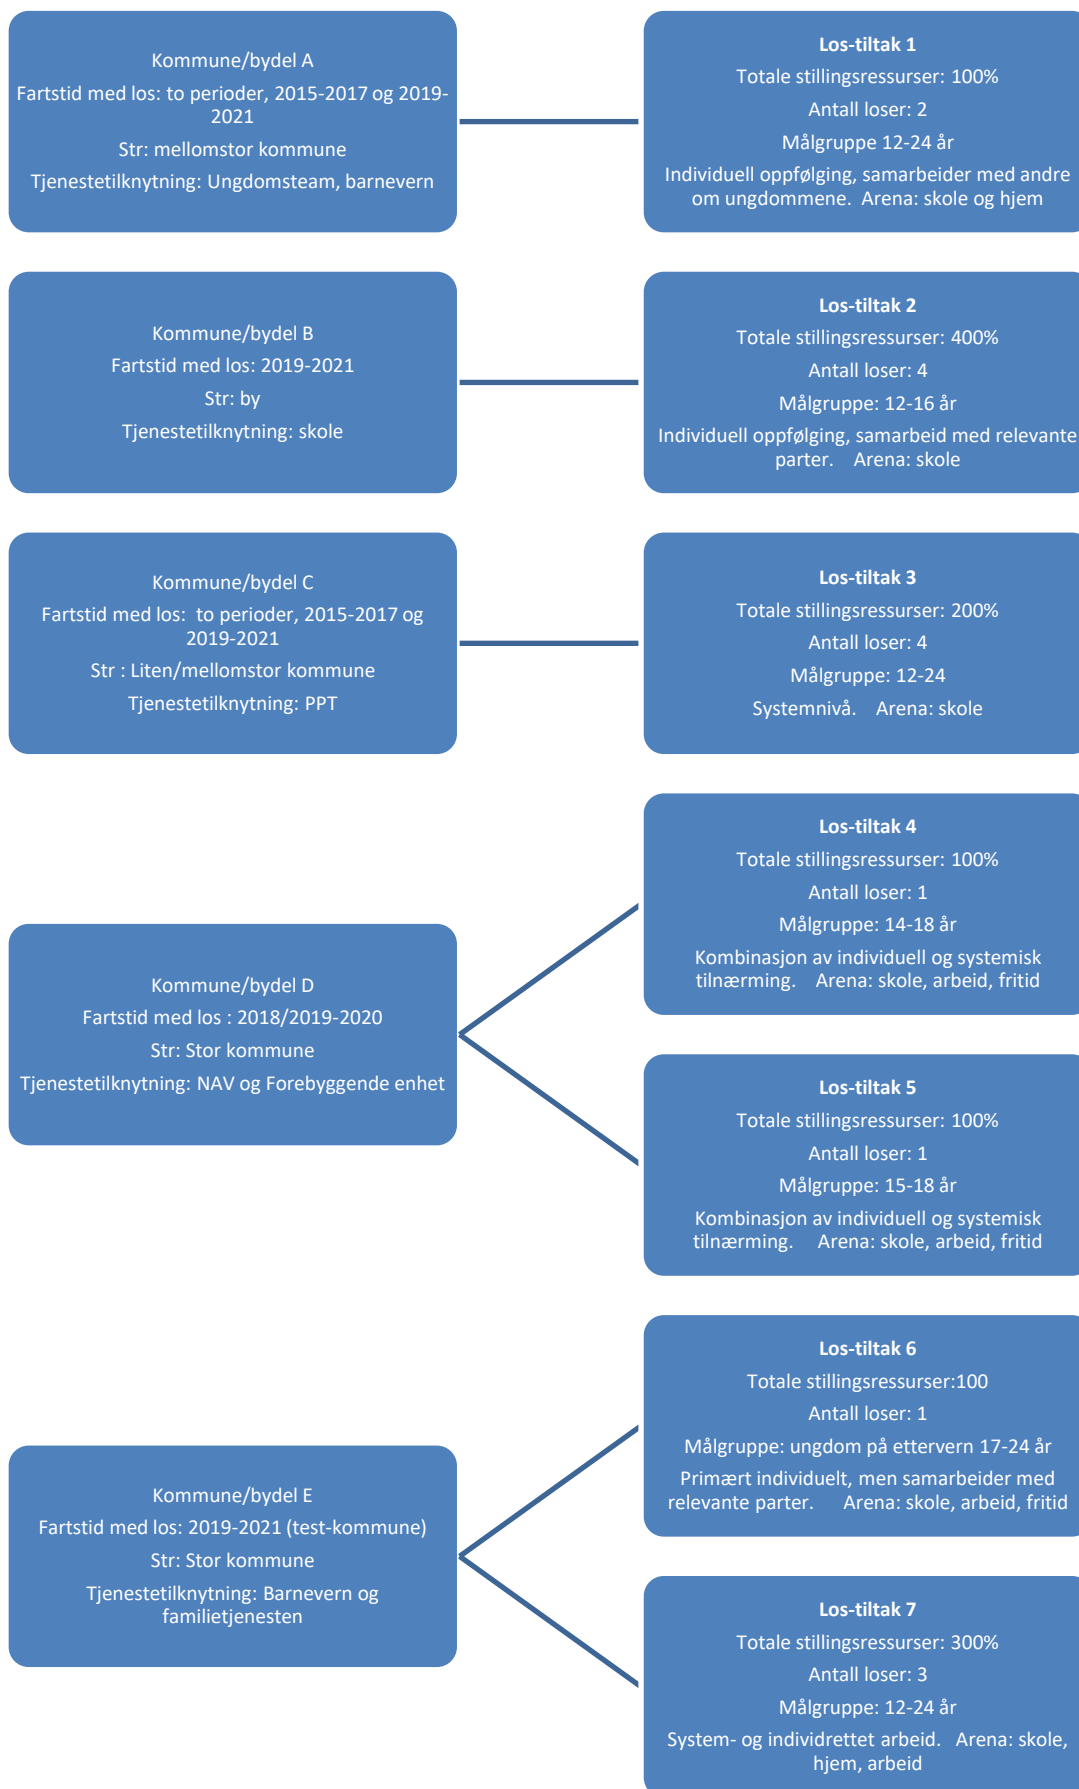 Kommune/bydel A
Fartstid med los: to perioder, 2015-2017 og 2019-
2021
Str: mellomstor kommune
Tjenestetilknytning: Ungdomsteam, barnevern
Los-tiltak 1
Totale stillingsressurser: 100%
Antall loser: 2
Målgruppe 12-24 år
Individuell oppfølging, samarbeider med andre
om ungdommene. Arena: skole og hjem
Kommune/bydel B
Fartstid med los: 2019-2021
Str: by
Tjenestetilknytning: skole
Los-tiltak 2
Totale stillingsressurser: 400%
Antall loser: 4
Målgruppe: 12-16 år
Individuell oppfølging, samarbeid med relevante
parter. Arena: skole
Kommune/bydel C
Fartstid med los: to perioder, 2015-2017 og
2019-2021
Str : Liten/mellomstor kommune
Tjenestetilknytning: PPT
Los-tiltak 3
Totale stillingsressurser: 200%
Antall loser: 4
Målgruppe: 12-24
Systemnivå. Arena: skole
Kommune/bydel D
Fartstid med los : 2018/2019-2020
Str: Stor kommune
Tjenestetilknytning: NAV og Forebyggende enhet
Los-tiltak 4
Totale stillingsressurser: 100%
Antall loser: 1
Målgruppe: 14-18 år
Kombinasjon av individuell og systemisk
tilnærming. Arena: skole, arbeid, fritid
Los-tiltak 5
Totale stillingsressurser: 100%
Antall loser: 1
Målgruppe: 15-18 år
Kombinasjon av individuell og systemisk
tilnærming. Arena: skole, arbeid, fritid
Kommune/bydel E
Fartstid med los: 2019-2021 (test-kommune)
Str: Stor kommune
Tjenestetilknytning: Barnevern og
familietjenesten
Los-tiltak 6
Totale stillingsressurser:100
Antall loser: 1
Målgruppe: ungdom på ettervern 17-24 år
Primært individuelt, men samarbeider med
relevante parter. Arena: skole, arbeid, fritid
Los-tiltak 7
Totale stillingsressurser: 300%
Antall loser: 3
Målgruppe: 12-24 år
System- og individrettet arbeid. Arena: skole,
hjem, arbeid